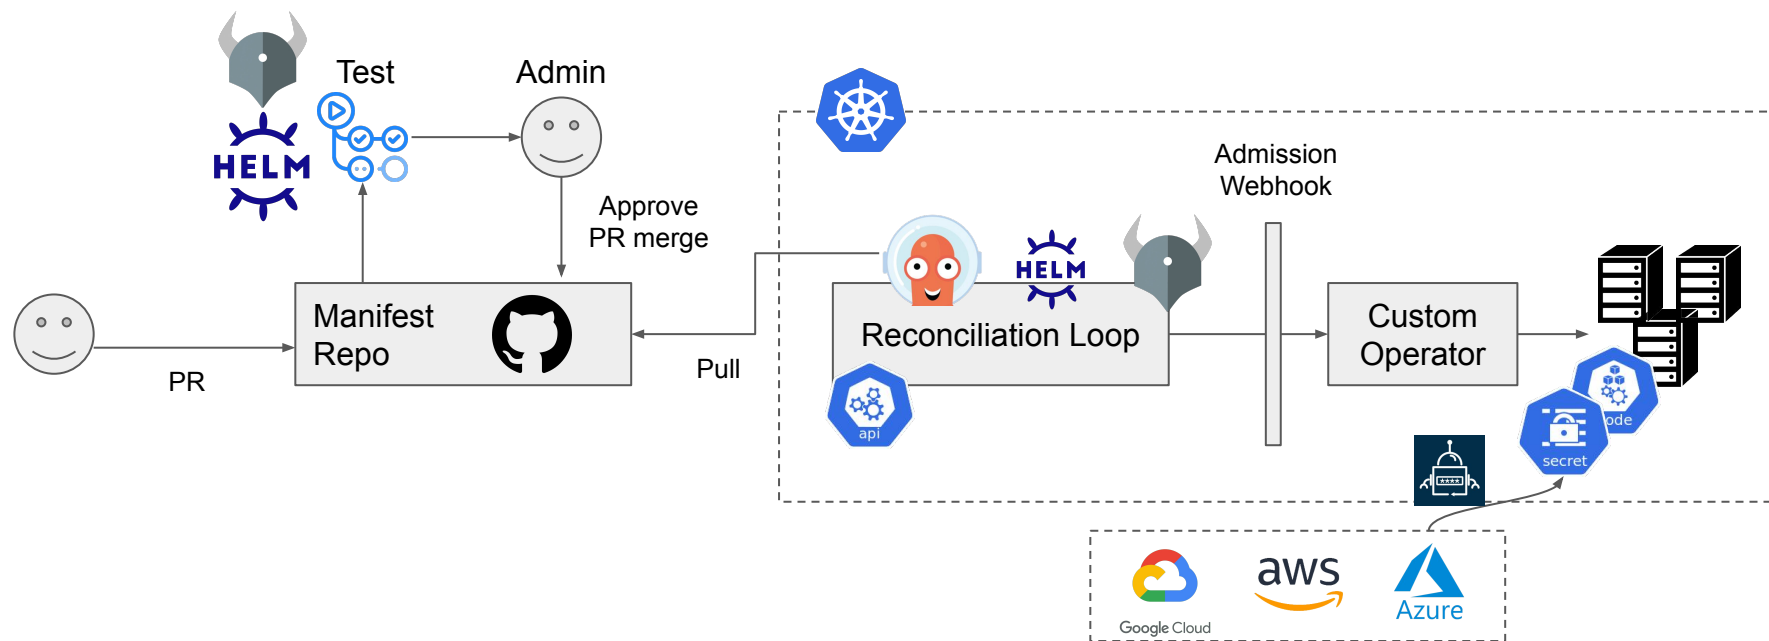 Test
Admin
HELM
Approve
PR merge
Manifest
Repo
PR
Pull
HELM
Reconciliation Loop
api
Admission
Webhook
Custom
Operator
ode
secret
****
Google Cloud
aws
Azure